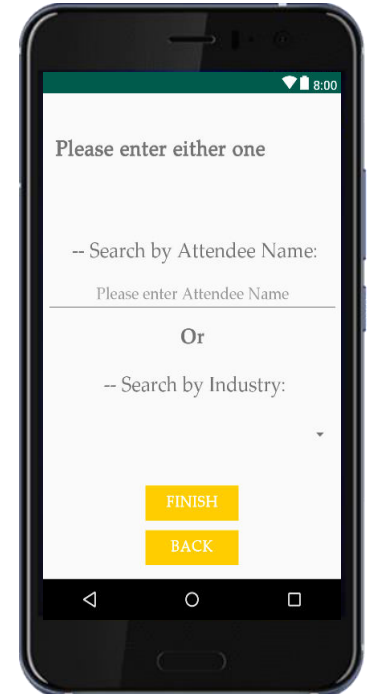 8:00
Please enter either one
-- Search by Attendee Name:
Please enter Attendee Name
Or
-- Search by Industry:
FINISH
BACK